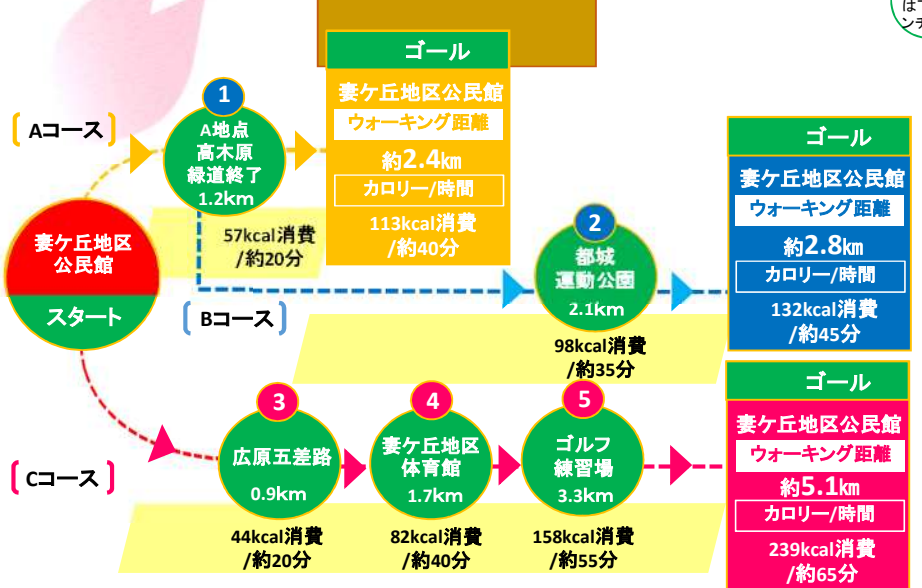 は
ンチ
[ Aコース ]
1
A地点
高木原
緑道終了
1.2km
57kcal消費
/約20分
ゴール
妻ケ丘地区公民館
ウォーキング距離
約2.4km
カロリー/時間
113kcal消費
/約40分
妻ケ丘地区
公民館
スタート
[ Bコース ]
2
都城
運動公園
2.1km
98kcal消費
/約35分
ゴール
妻ケ丘地区公民館
ウォーキング距離
約2.8km
カロリー/時間
132kcal消費
/約45分
[ Cコース ]
3
広原五差路
0.9km
44kcal消費
/約20分
4
妻ケ丘地区
体育館
1.7km
82kcal消費
/約40分
5
ゴルフ
練習場
3.3km
158kcal消費
/約55分
ゴール
妻ケ丘地区公民館
ウォーキング距離
約5.1km
カロリー/時間
239kcal消費
/約65分